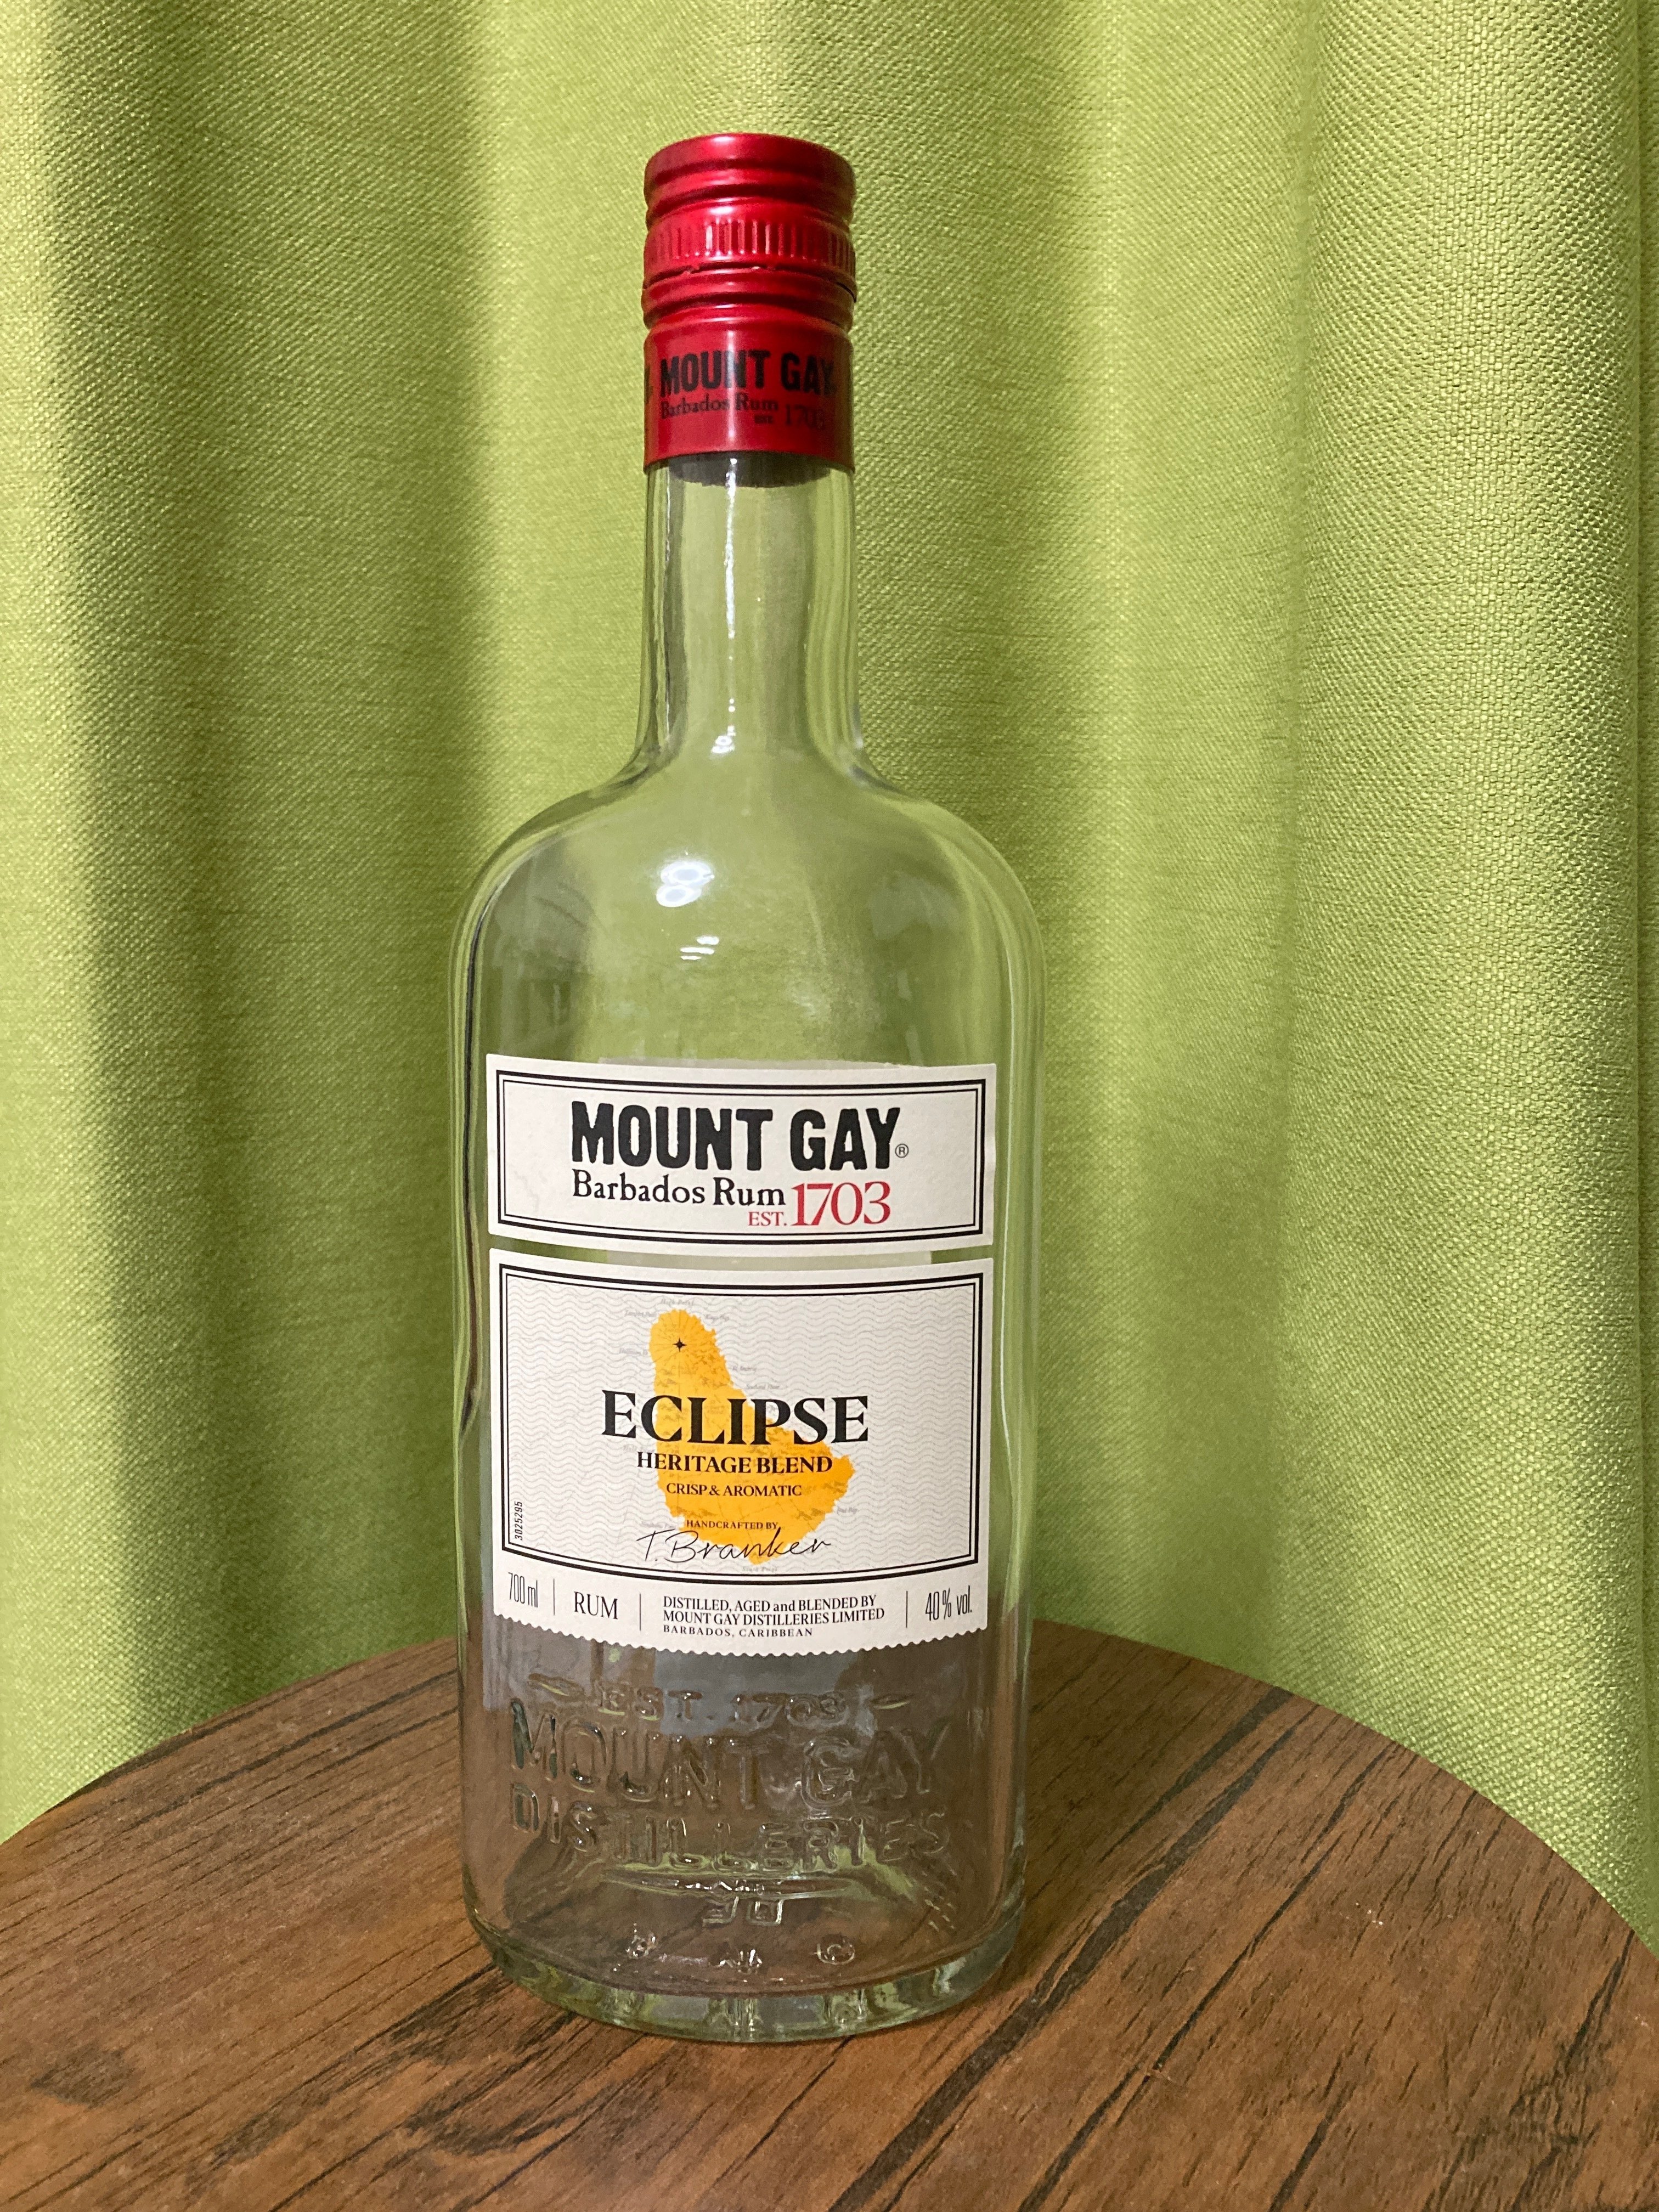 MOUNT GAY
Barbados Rum
EST. 1703
MOUNT GAY®
Barbados Rum
EST. 1703
ECLIPSE
HERITAGE BLEND
CRISP & AROMATIC
HANDCRAFTED BY
T. Branker
3025295
700 ml
RUM
DISTILLED, AGED and BLENDED BY
MOUNT GAY DISTILLERIES LIMITED
BARBADOS, CARIBBEAN
40% vol.
EST. 1703
MOUNT GAY
DISTILLERIES